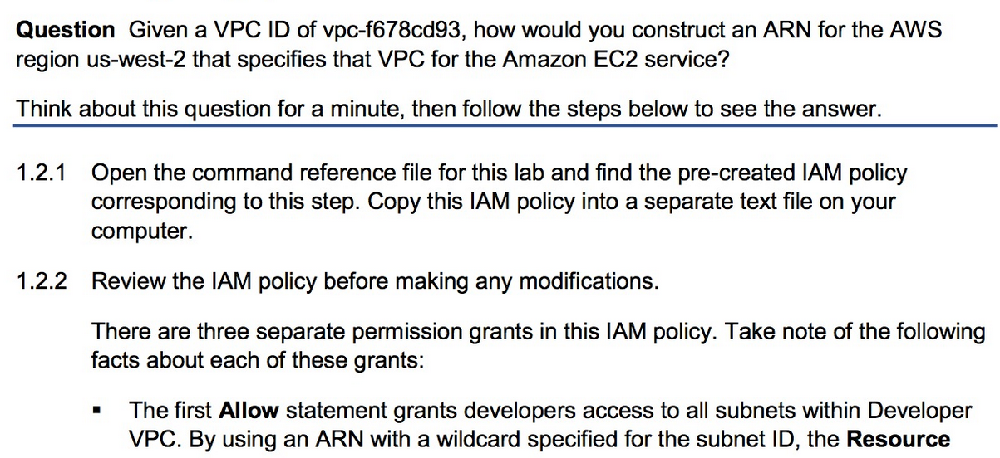 Question Given a VPC ID of vpc-f678cd93, how would you construct an ARN for the AWS
region us-west-2 that specifies that VPC for the Amazon EC2 service?
Think about this question for a minute, then follow the steps below to see the answer.
1.2.1 Open the command reference file for this lab and find the pre-created IAM policy
corresponding to this step. Copy this IAM policy into a separate text file on your
computer.
1.2.2 Review the IAM policy before making any modifications.
There are three separate permission grants in this IAM policy. Take note of the following
facts about each of these grants:
▪ The first Allow statement grants developers access to all subnets within Developer
VPC. By using an ARN with a wildcard specified for the subnet ID, the Resource